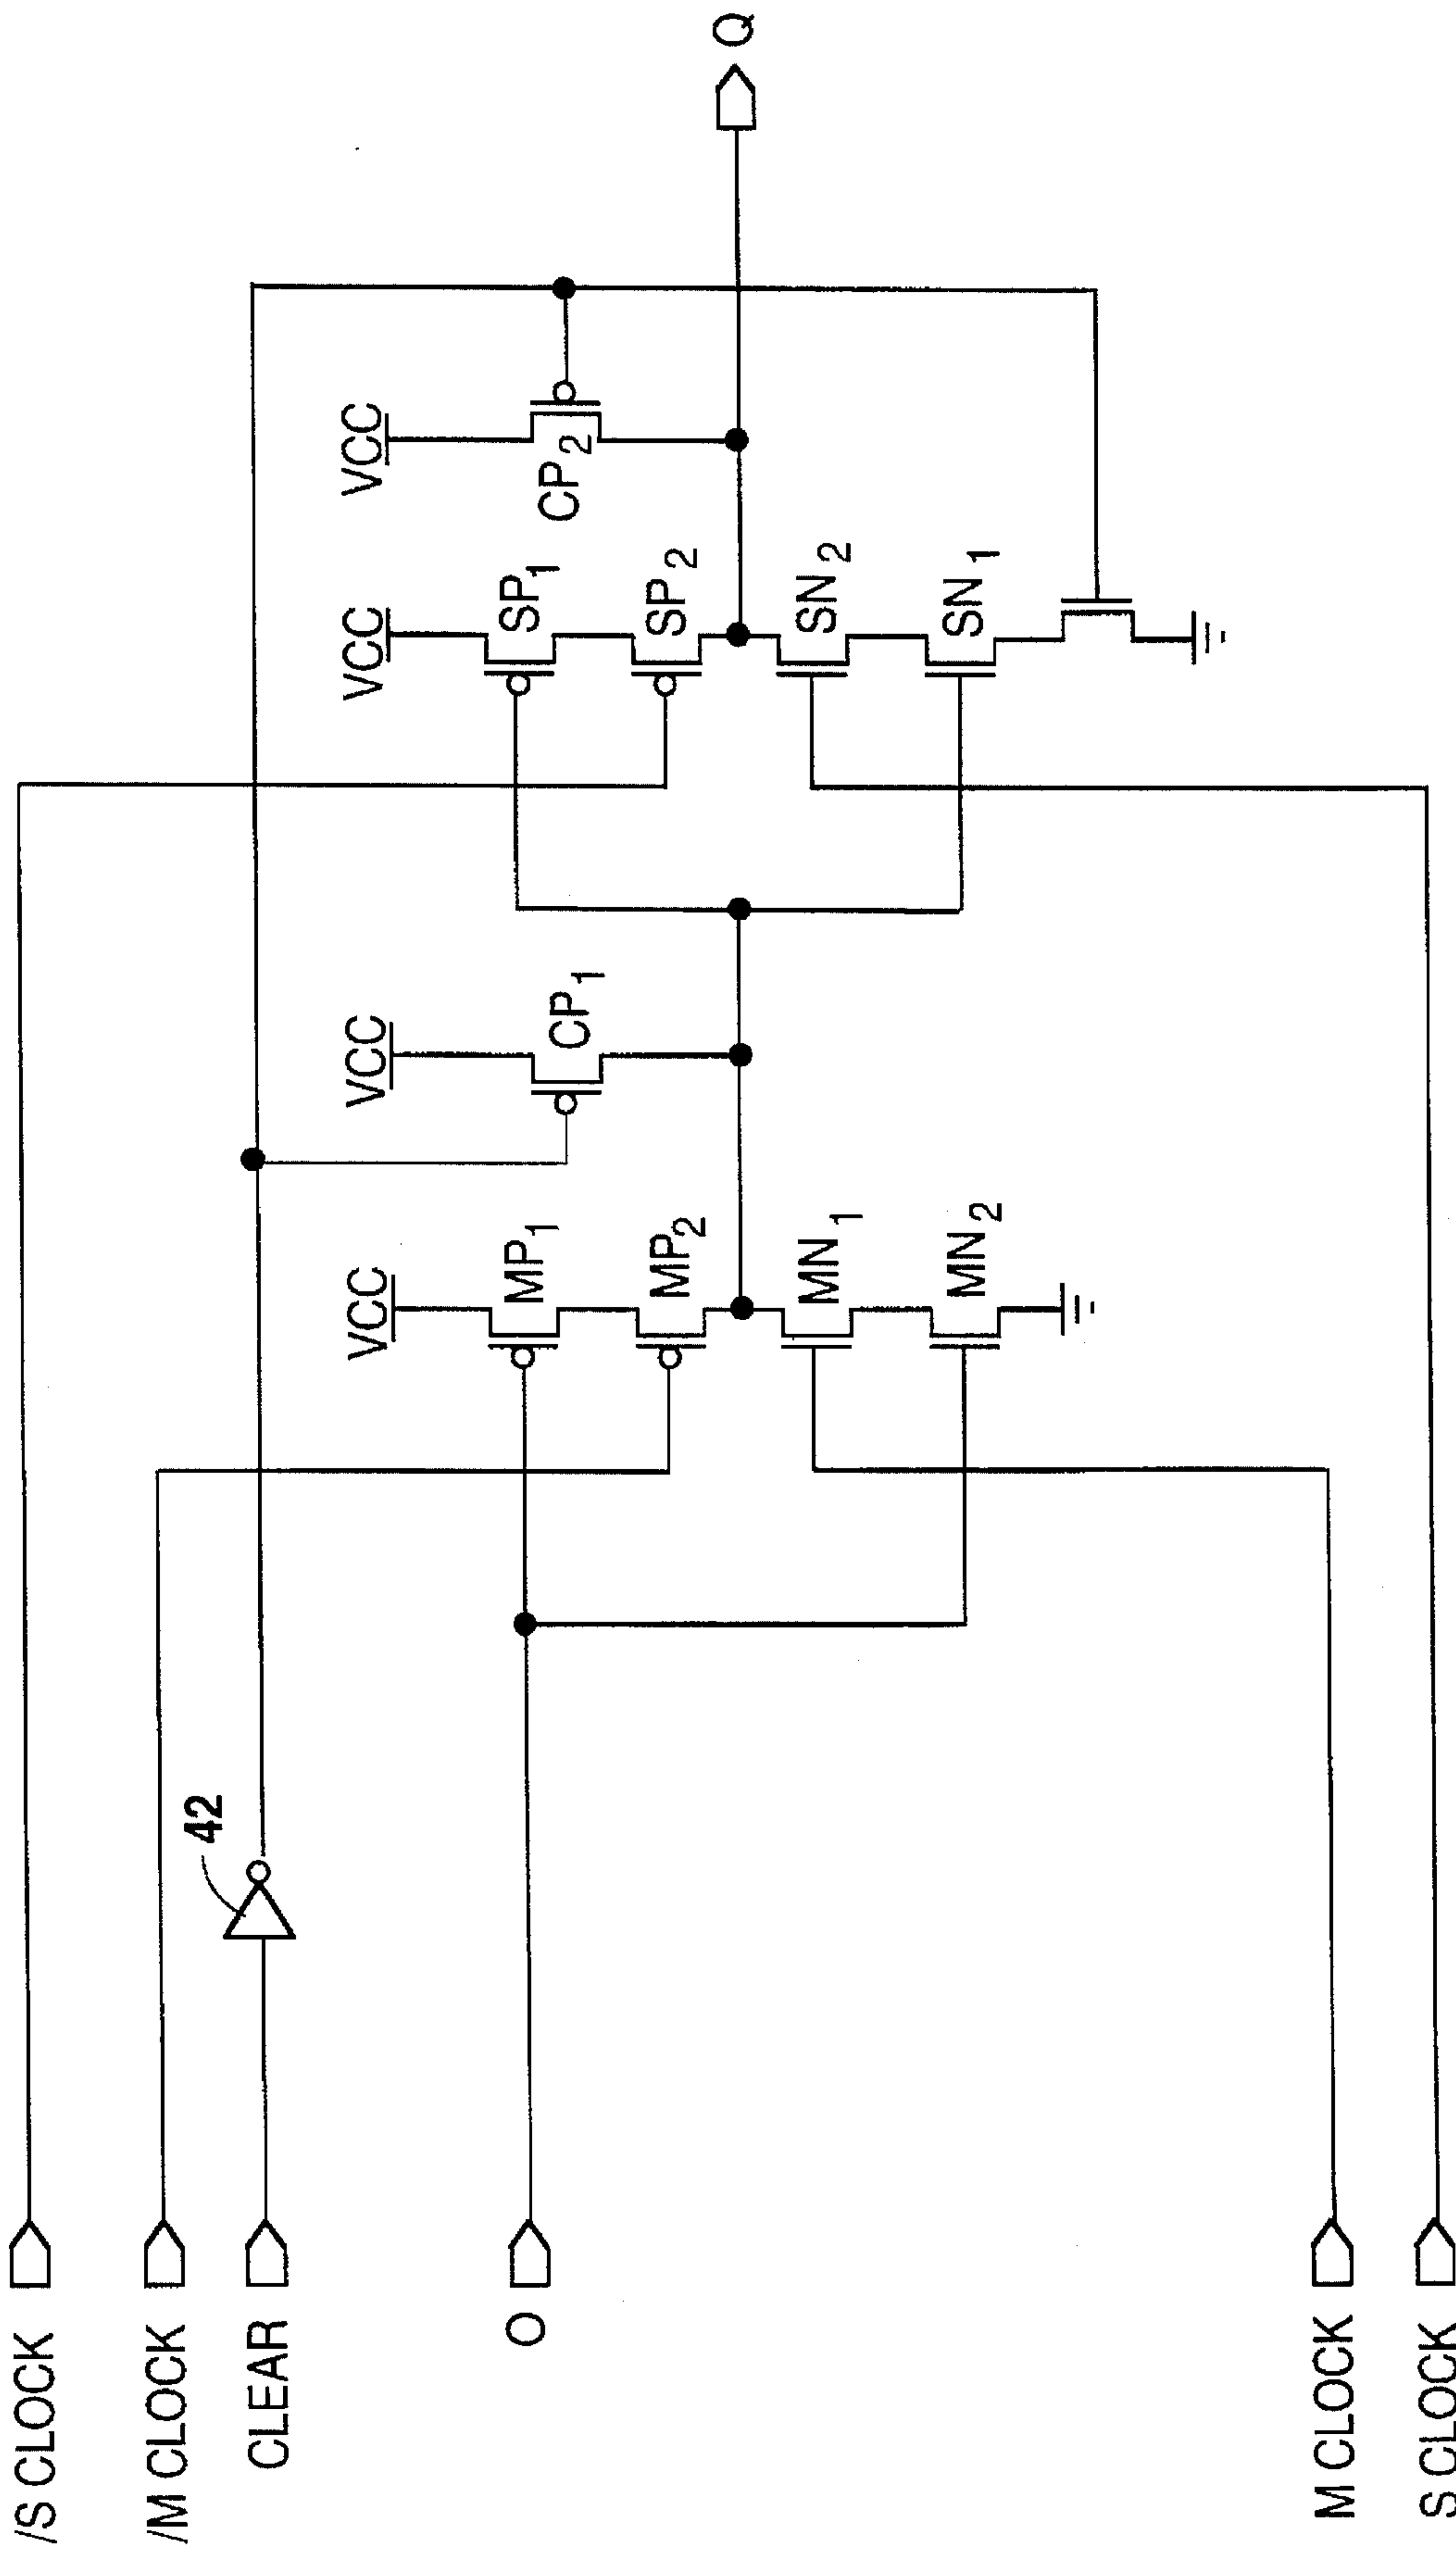 /S CLOCK
/M CLOCK
CLEAR
42
O
M CLOCK
S CLOCK
VCC
MP1
MP2
MN1
MN2
VCC
CP1
VCC
SP1
SP2
SN2
SN1
VCC
CP2
Q